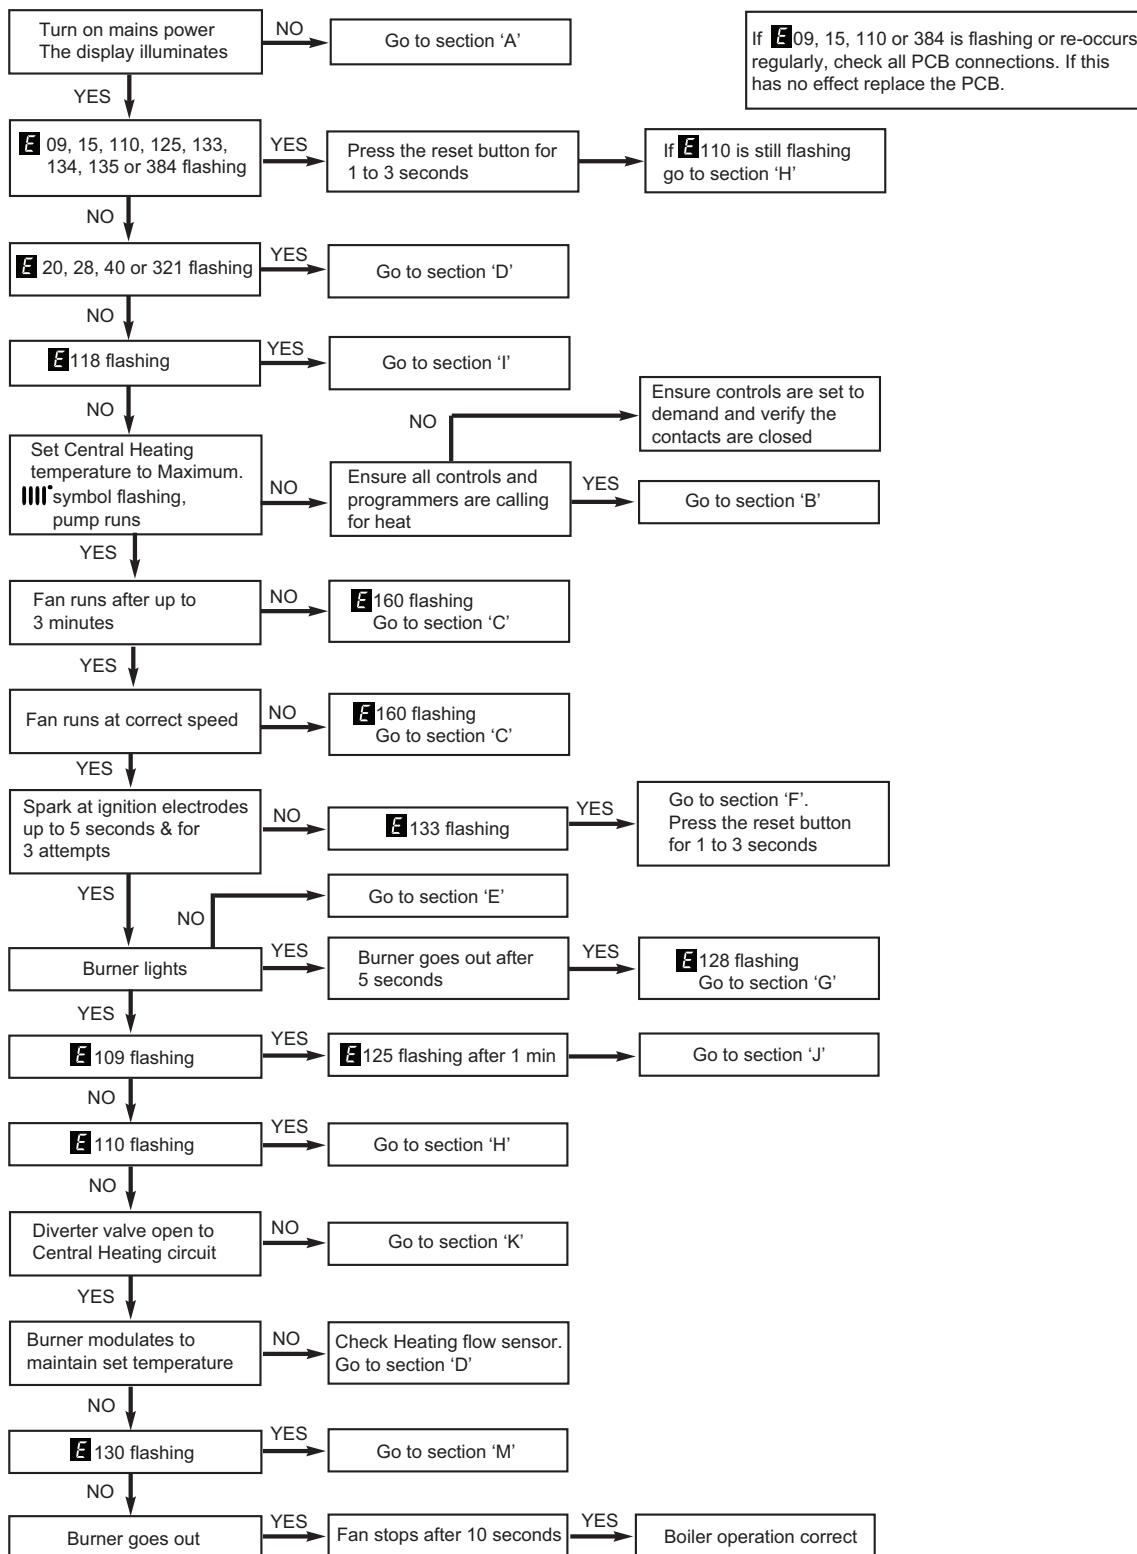 Turn on mains power
The display illuminates
NO
Go to section ‘A’
If E 09, 15, 110 or 384 is flashing or re-occurs
regularly, check all PCB connections. If this
has no effect replace the PCB.
YES
E 09, 15, 110, 125, 133,
134, 135 or 384 flashing
YES
Press the reset button for
1 to 3 seconds
If E 110 is still flashing
go to section ‘H’
NO
E 20, 28, 40 or 321 flashing
YES
Go to section ‘D’
NO
E 118 flashing
YES
Go to section ‘I’
NO
Set Central Heating
temperature to Maximum.
symbol flashing,
pump runs
NO
Ensure all controls and
programmers are calling
for heat
NO
Ensure controls are set to
demand and verify the
contacts are closed
YES
Go to section ‘B’
YES
Fan runs after up to
3 minutes
NO
E 160 flashing
Go to section ‘C’
YES
Fan runs at correct speed
NO
E 160 flashing
Go to section ‘C’
YES
Spark at ignition electrodes
up to 5 seconds & for
3 attempts
NO
E 133 flashing
YES
Go to section ‘F’.
Press the reset button
for 1 to 3 seconds
YES
NO
Go to section ‘E’
Burner lights
YES
Burner goes out after
5 seconds
YES
E 128 flashing
Go to section ‘G’
YES
E 109 flashing
YES
E 125 flashing after 1 min
Go to section ‘J’
NO
E 110 flashing
YES
Go to section ‘H’
NO
Diverter valve open to
Central Heating circuit
NO
Go to section ‘K’
YES
Burner modulates to
maintain set temperature
NO
Check Heating flow sensor.
Go to section ‘D’
NO
E 130 flashing
YES
Go to section ‘M’
NO
Burner goes out
YES
Fan stops after 10 seconds
YES
Boiler operation correct